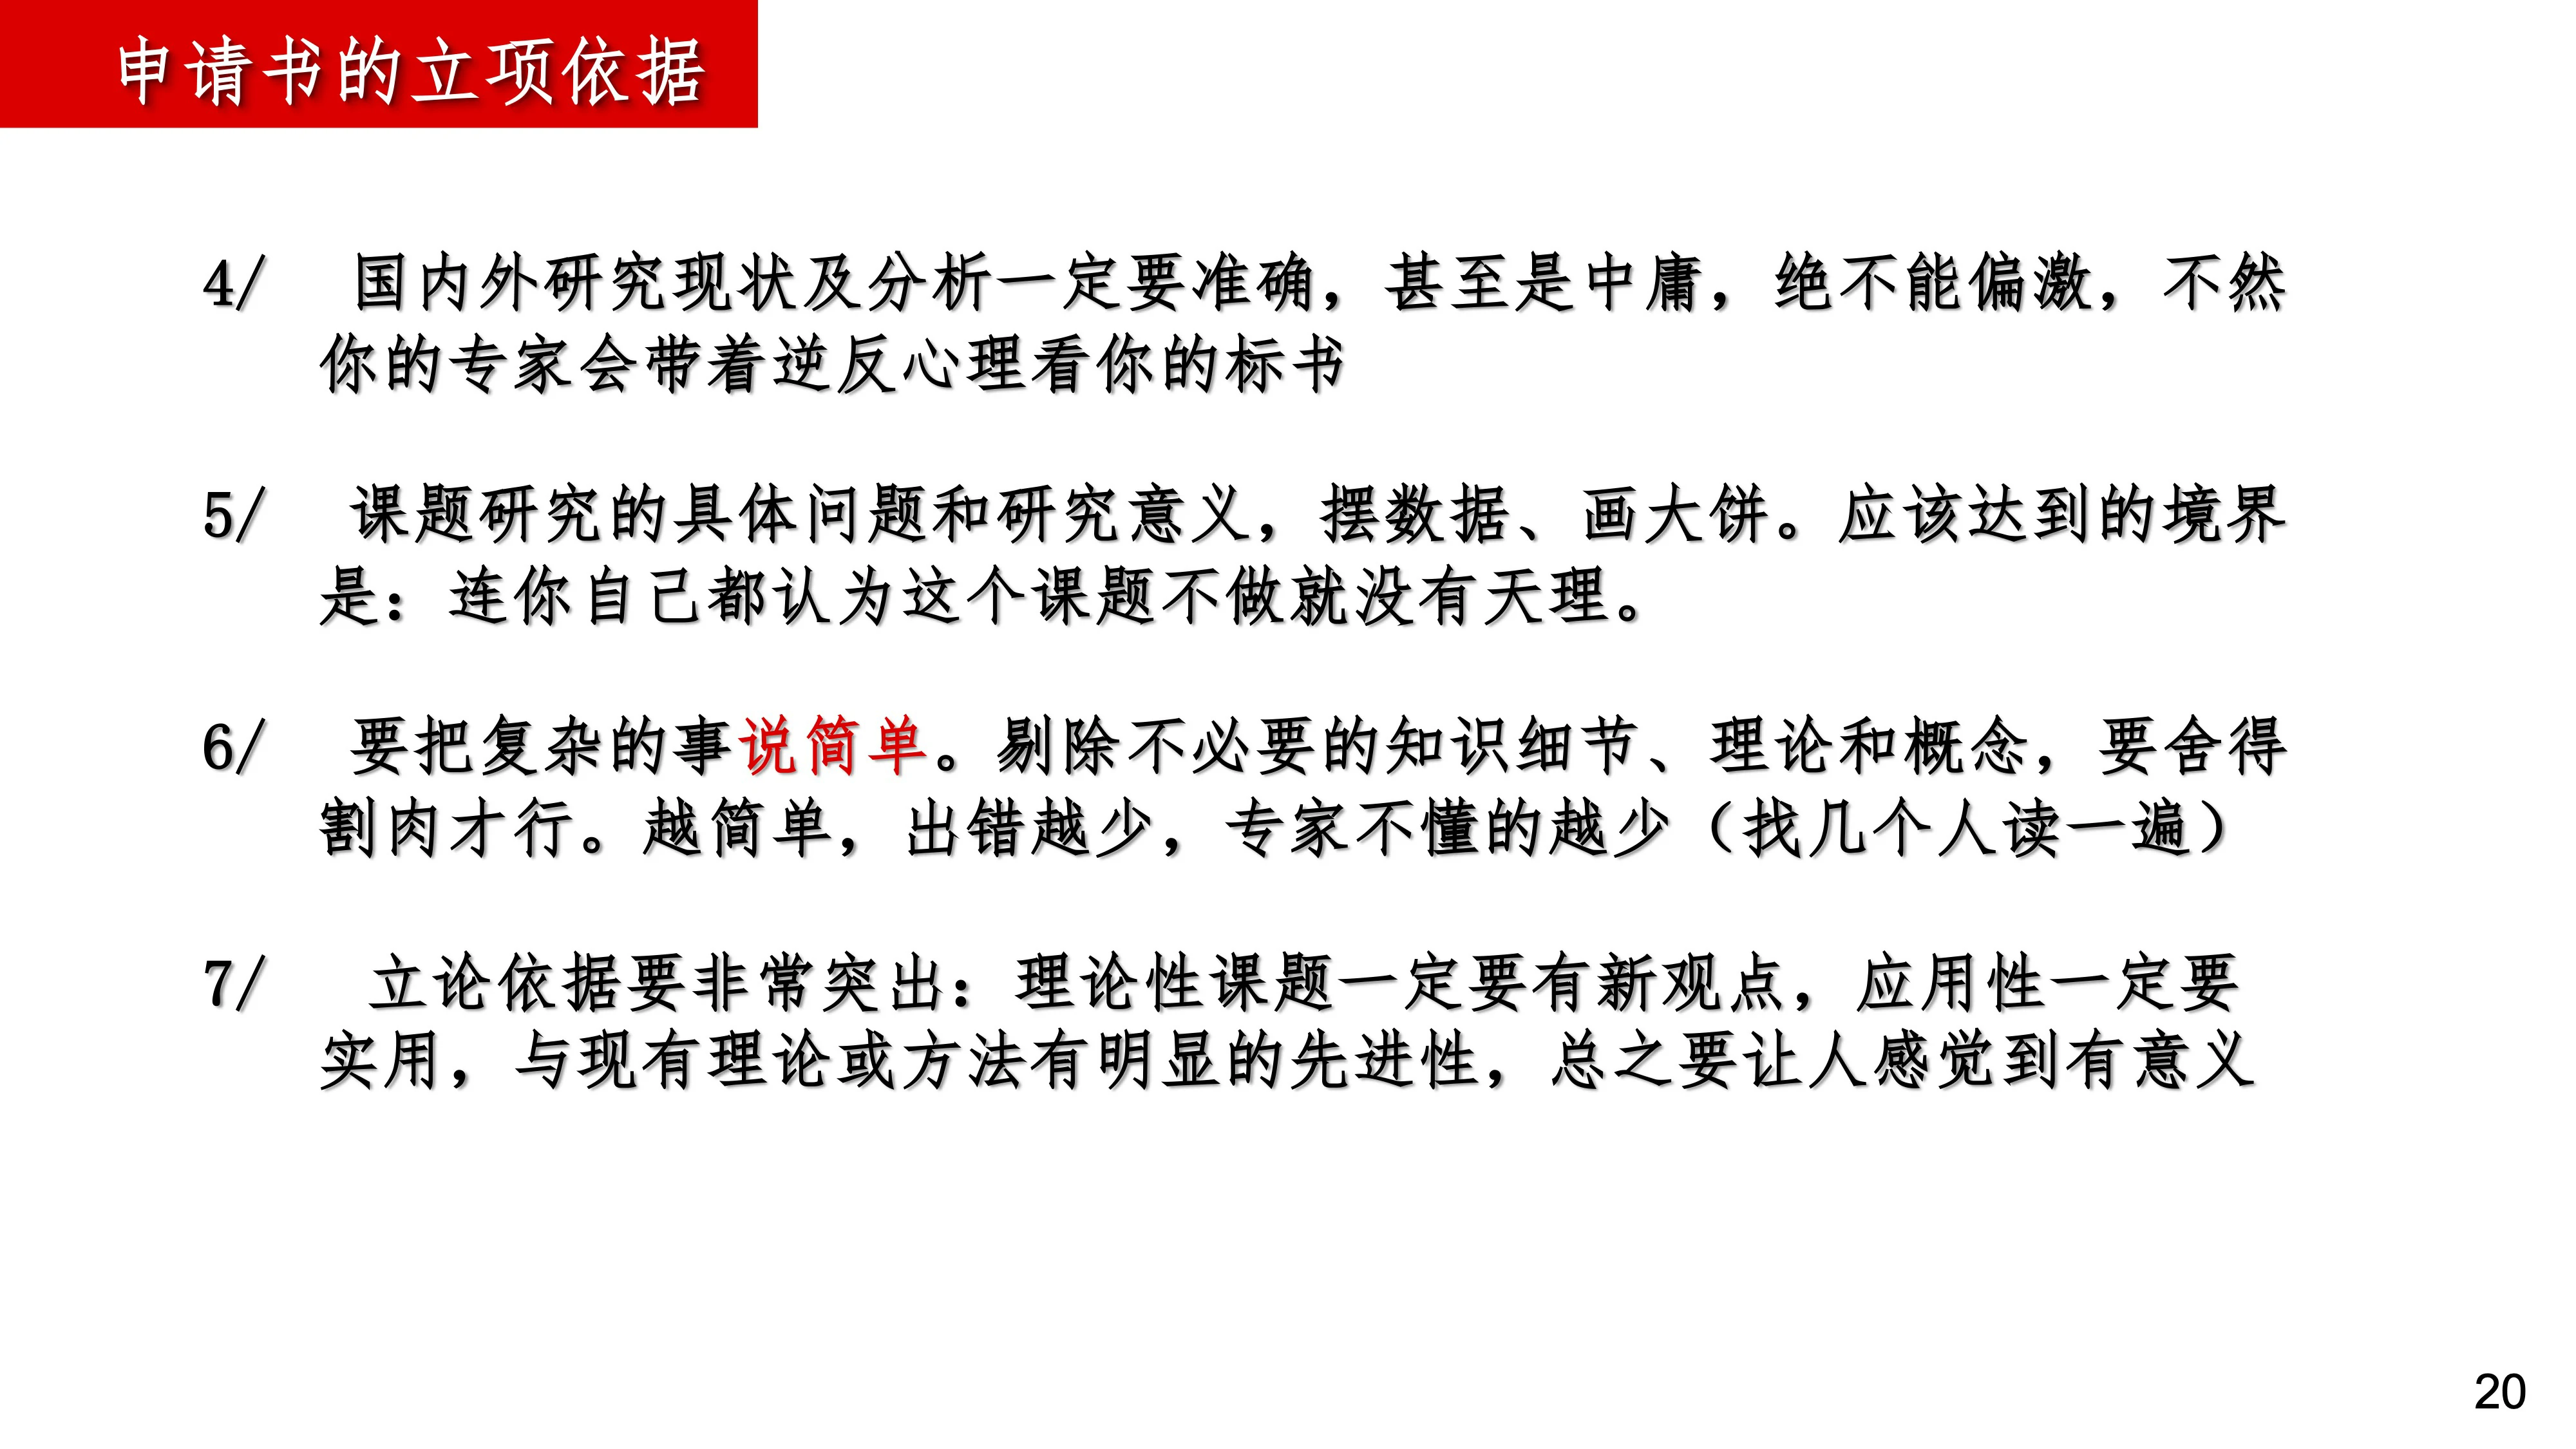 申请书的立项依据
4/ 国内外研究现状及分析一定要准确，甚至是中庸，绝不能偏激，不然
你的专家会带着逆反心理看你的标书
5/ 课题研究的具体问题和研究意义，摆数据、画大饼。应该达到的境界
是：连你自己都认为这个课题不做就没有天理。
6/ 要把复杂的事说简单。剔除不必要的知识细节、理论和概念，要舍得
割肉才行。越简单，出错越少，专家不懂的越少（找几个人读一遍）
7/ 立论依据要非常突出：理论性课题一定要有新观点，应用性一定要
实用，与现有理论或方法有明显的先进性，总之要让人感觉到有意义
20